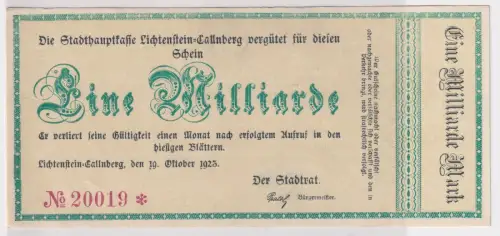 Die Stadthauptkasse Lichtenstein-Callnberg vergütet für diesen
Schein
Eine Milliarde
Er verliert seine Gültigkeit einen Monat nach erfolgtem Aufruf in den
hiesigen Blättern.
Lichtenstein-Callnberg, den 19. Oktober 1923.
Der Stadtrat.
Bürgermeister.
№ 20019 *
Eine Milliarde Mark